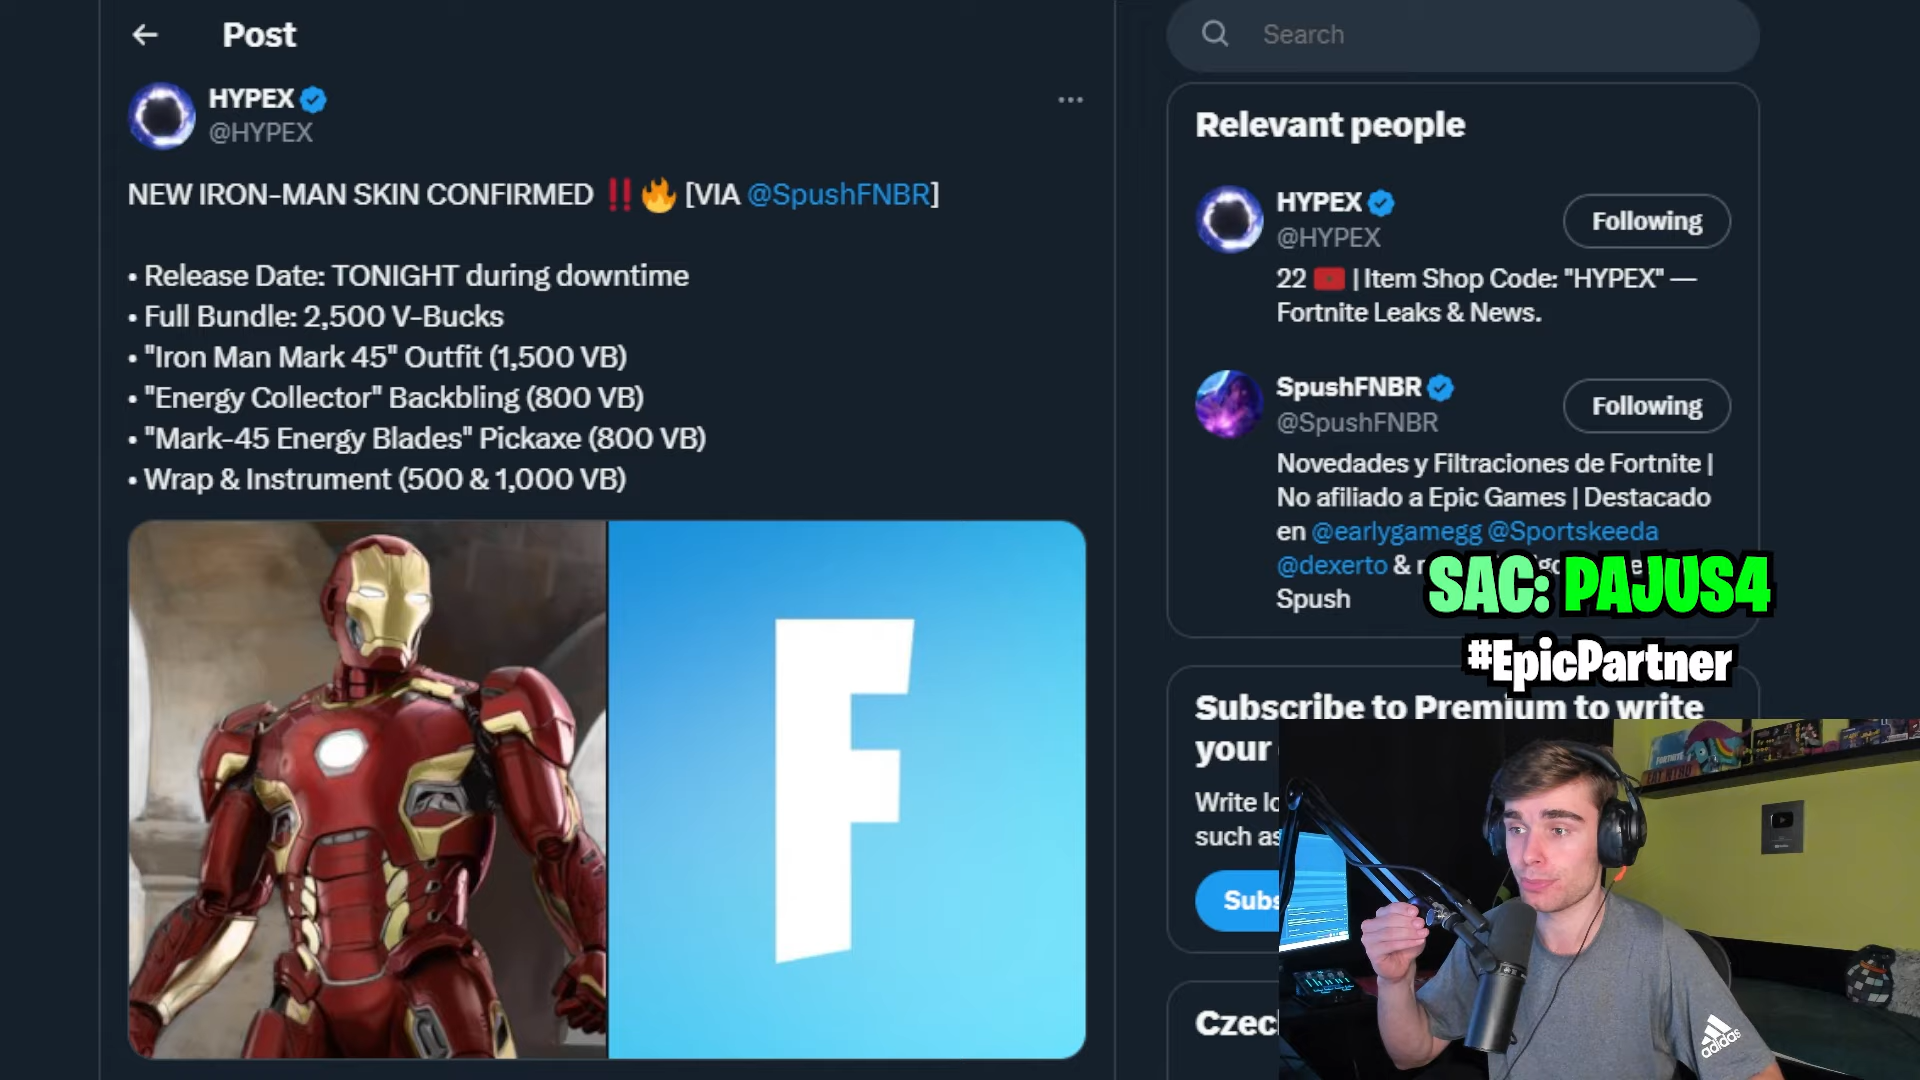 Post
HYPEX
@HYPEX
NEW IRON-MAN SKIN CONFIRMED ‼️🔥 [VIA @SpushFNBR]
• Release Date: TONIGHT during downtime
• Full Bundle: 2,500 V-Bucks
• "Iron Man Mark 45" Outfit (1,500 VB)
• "Energy Collector" Backbling (800 VB)
• "Mark-45 Energy Blades" Pickaxe (800 VB)
• Wrap & Instrument (500 & 1,000 VB)
F
Search
Relevant people
HYPEX
@HYPEX
Following
22 🇲🇦 | Item Shop Code: "HYPEX" —
Fortnite Leaks & News.
SpushFNBR
@SpushFNBR
Following
Novedades y Filtraciones de Fortnite |
No afiliado a Epic Games | Destacado
en @earlygamegg @Sportskeeda
@dexerto &
Spush
SAC: PAJUS4
#EpicPartner
Subscribe to Premium to write
your
Write
such as
Subs
Czec
adidas